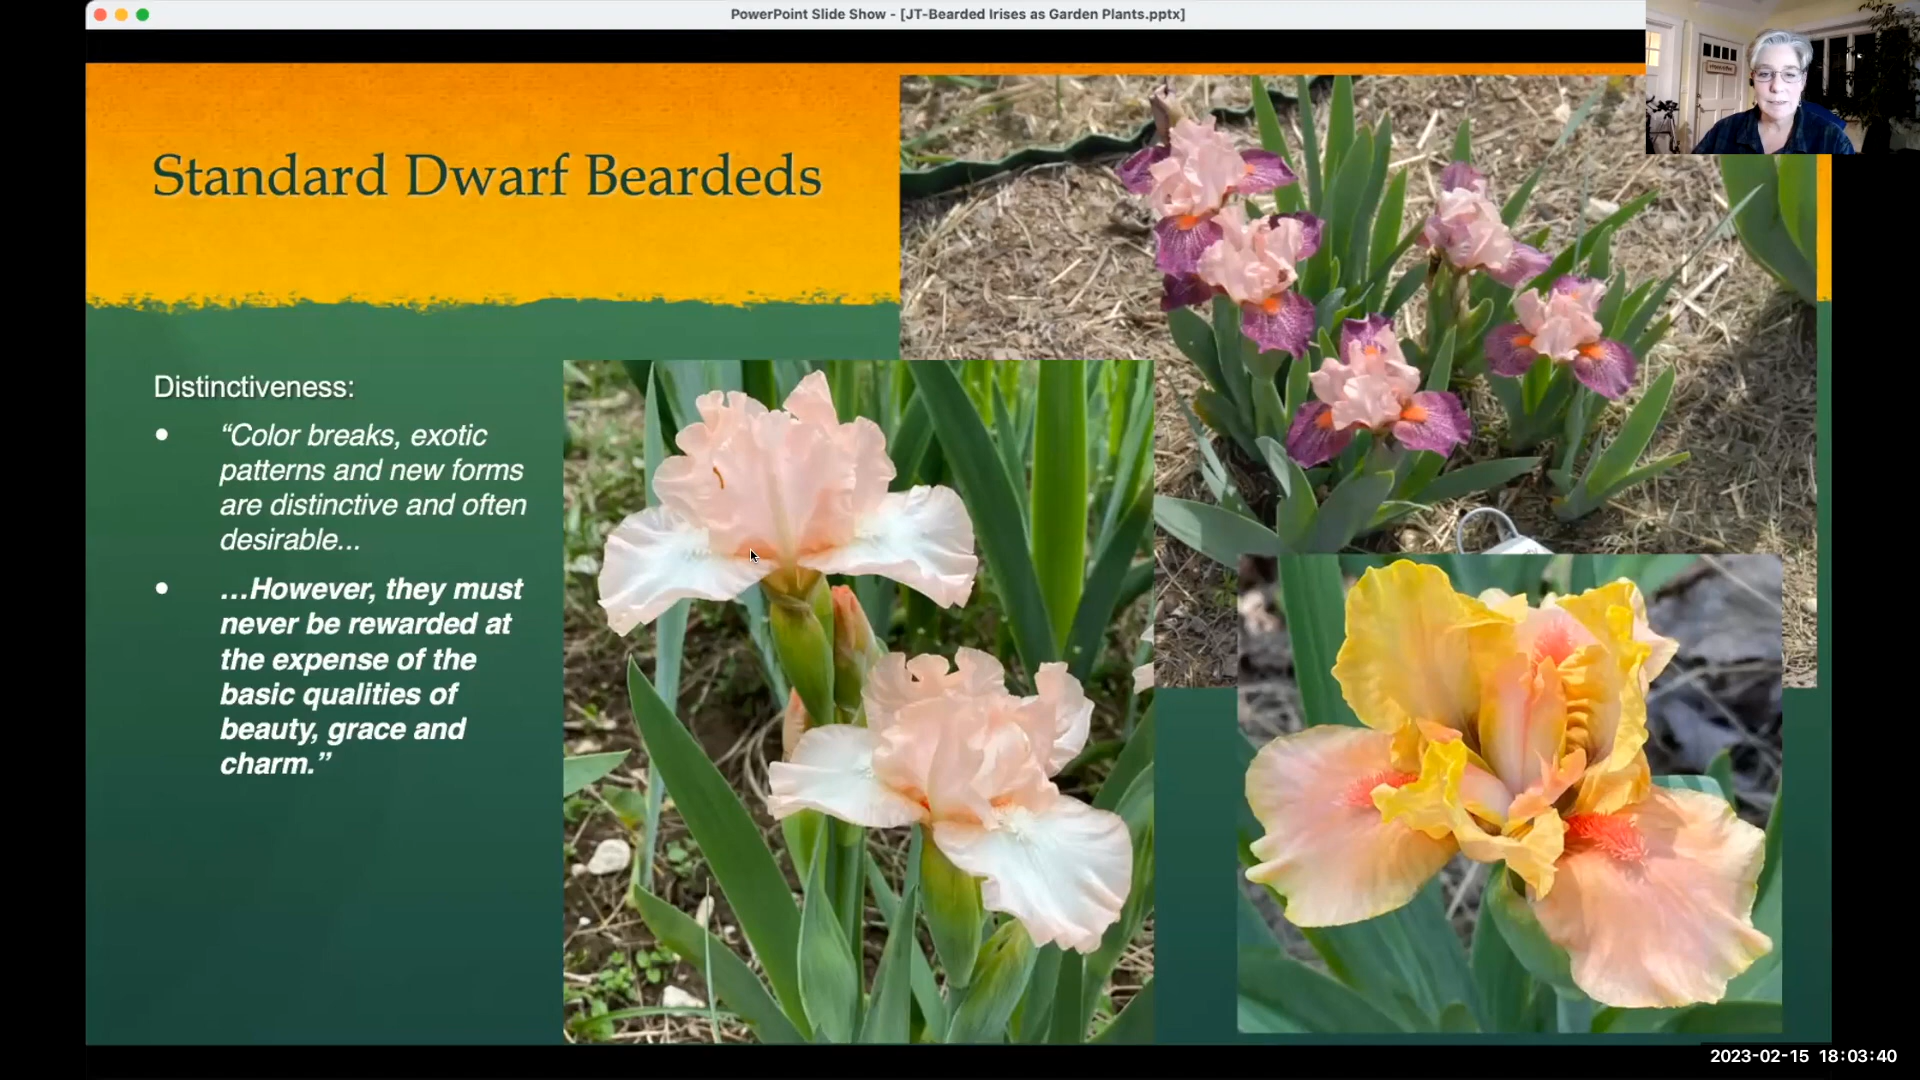 PowerPoint Slide Show - [JT-Bearded Irises as Garden Plants.pptx]
Standard Dwarf Beardeds
Distinctiveness:
• “Color breaks, exotic
patterns and new forms
are distinctive and often
desirable...
• ...However, they must
never be rewarded at
the expense of the
basic qualities of
beauty, grace and
charm.”
2023-02-15 18:03:40